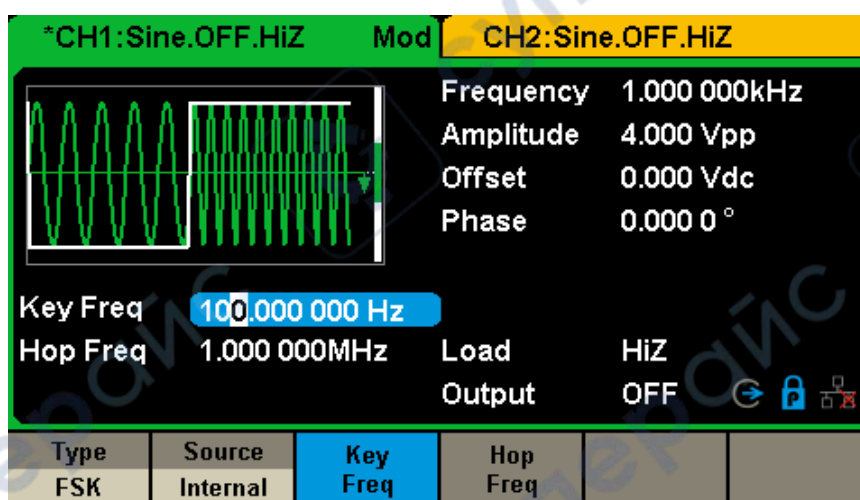 *CH1:Sine.OFF.HiZ Mod CH2:Sine.OFF.HiZ
Frequency 1.000 000kHz
Amplitude 4.000 Vpp
Offset 0.000 Vdc
Phase 0.000 0 °
Key Freq 100.000 000 Hz
Hop Freq 1.000 000MHz Load HiZ
Output OFF P
Type Source Key Freq Hop Freq
FSK Internal